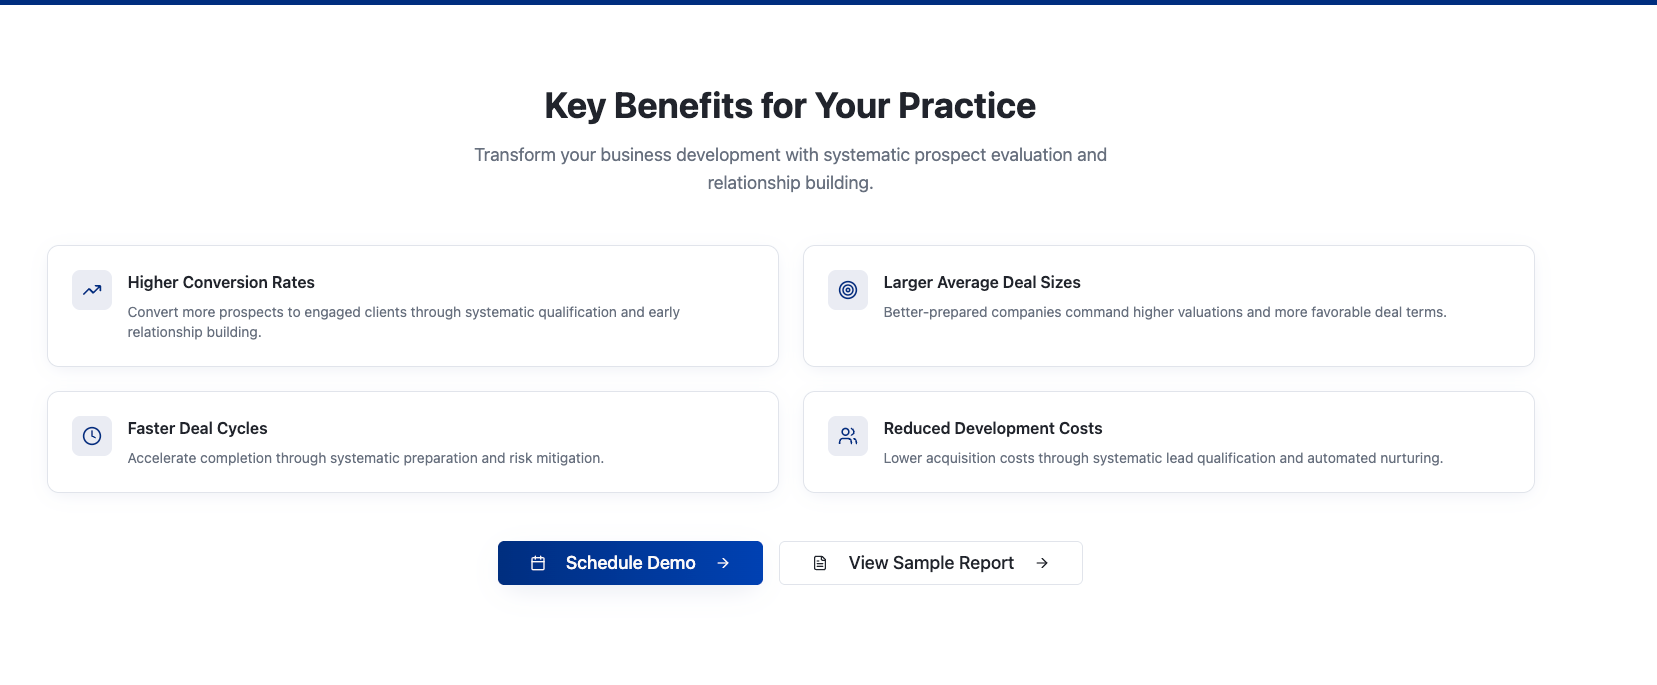 Key Benefits for Your Practice
Transform your business development with systematic prospect evaluation and
relationship building.
Higher Conversion Rates
Convert more prospects to engaged clients through systematic qualification and early
relationship building.
Larger Average Deal Sizes
Better-prepared companies command higher valuations and more favorable deal terms.
Faster Deal Cycles
Accelerate completion through systematic preparation and risk mitigation.
Reduced Development Costs
Lower acquisition costs through systematic lead qualification and automated nurturing.
Schedule Demo
View Sample Report